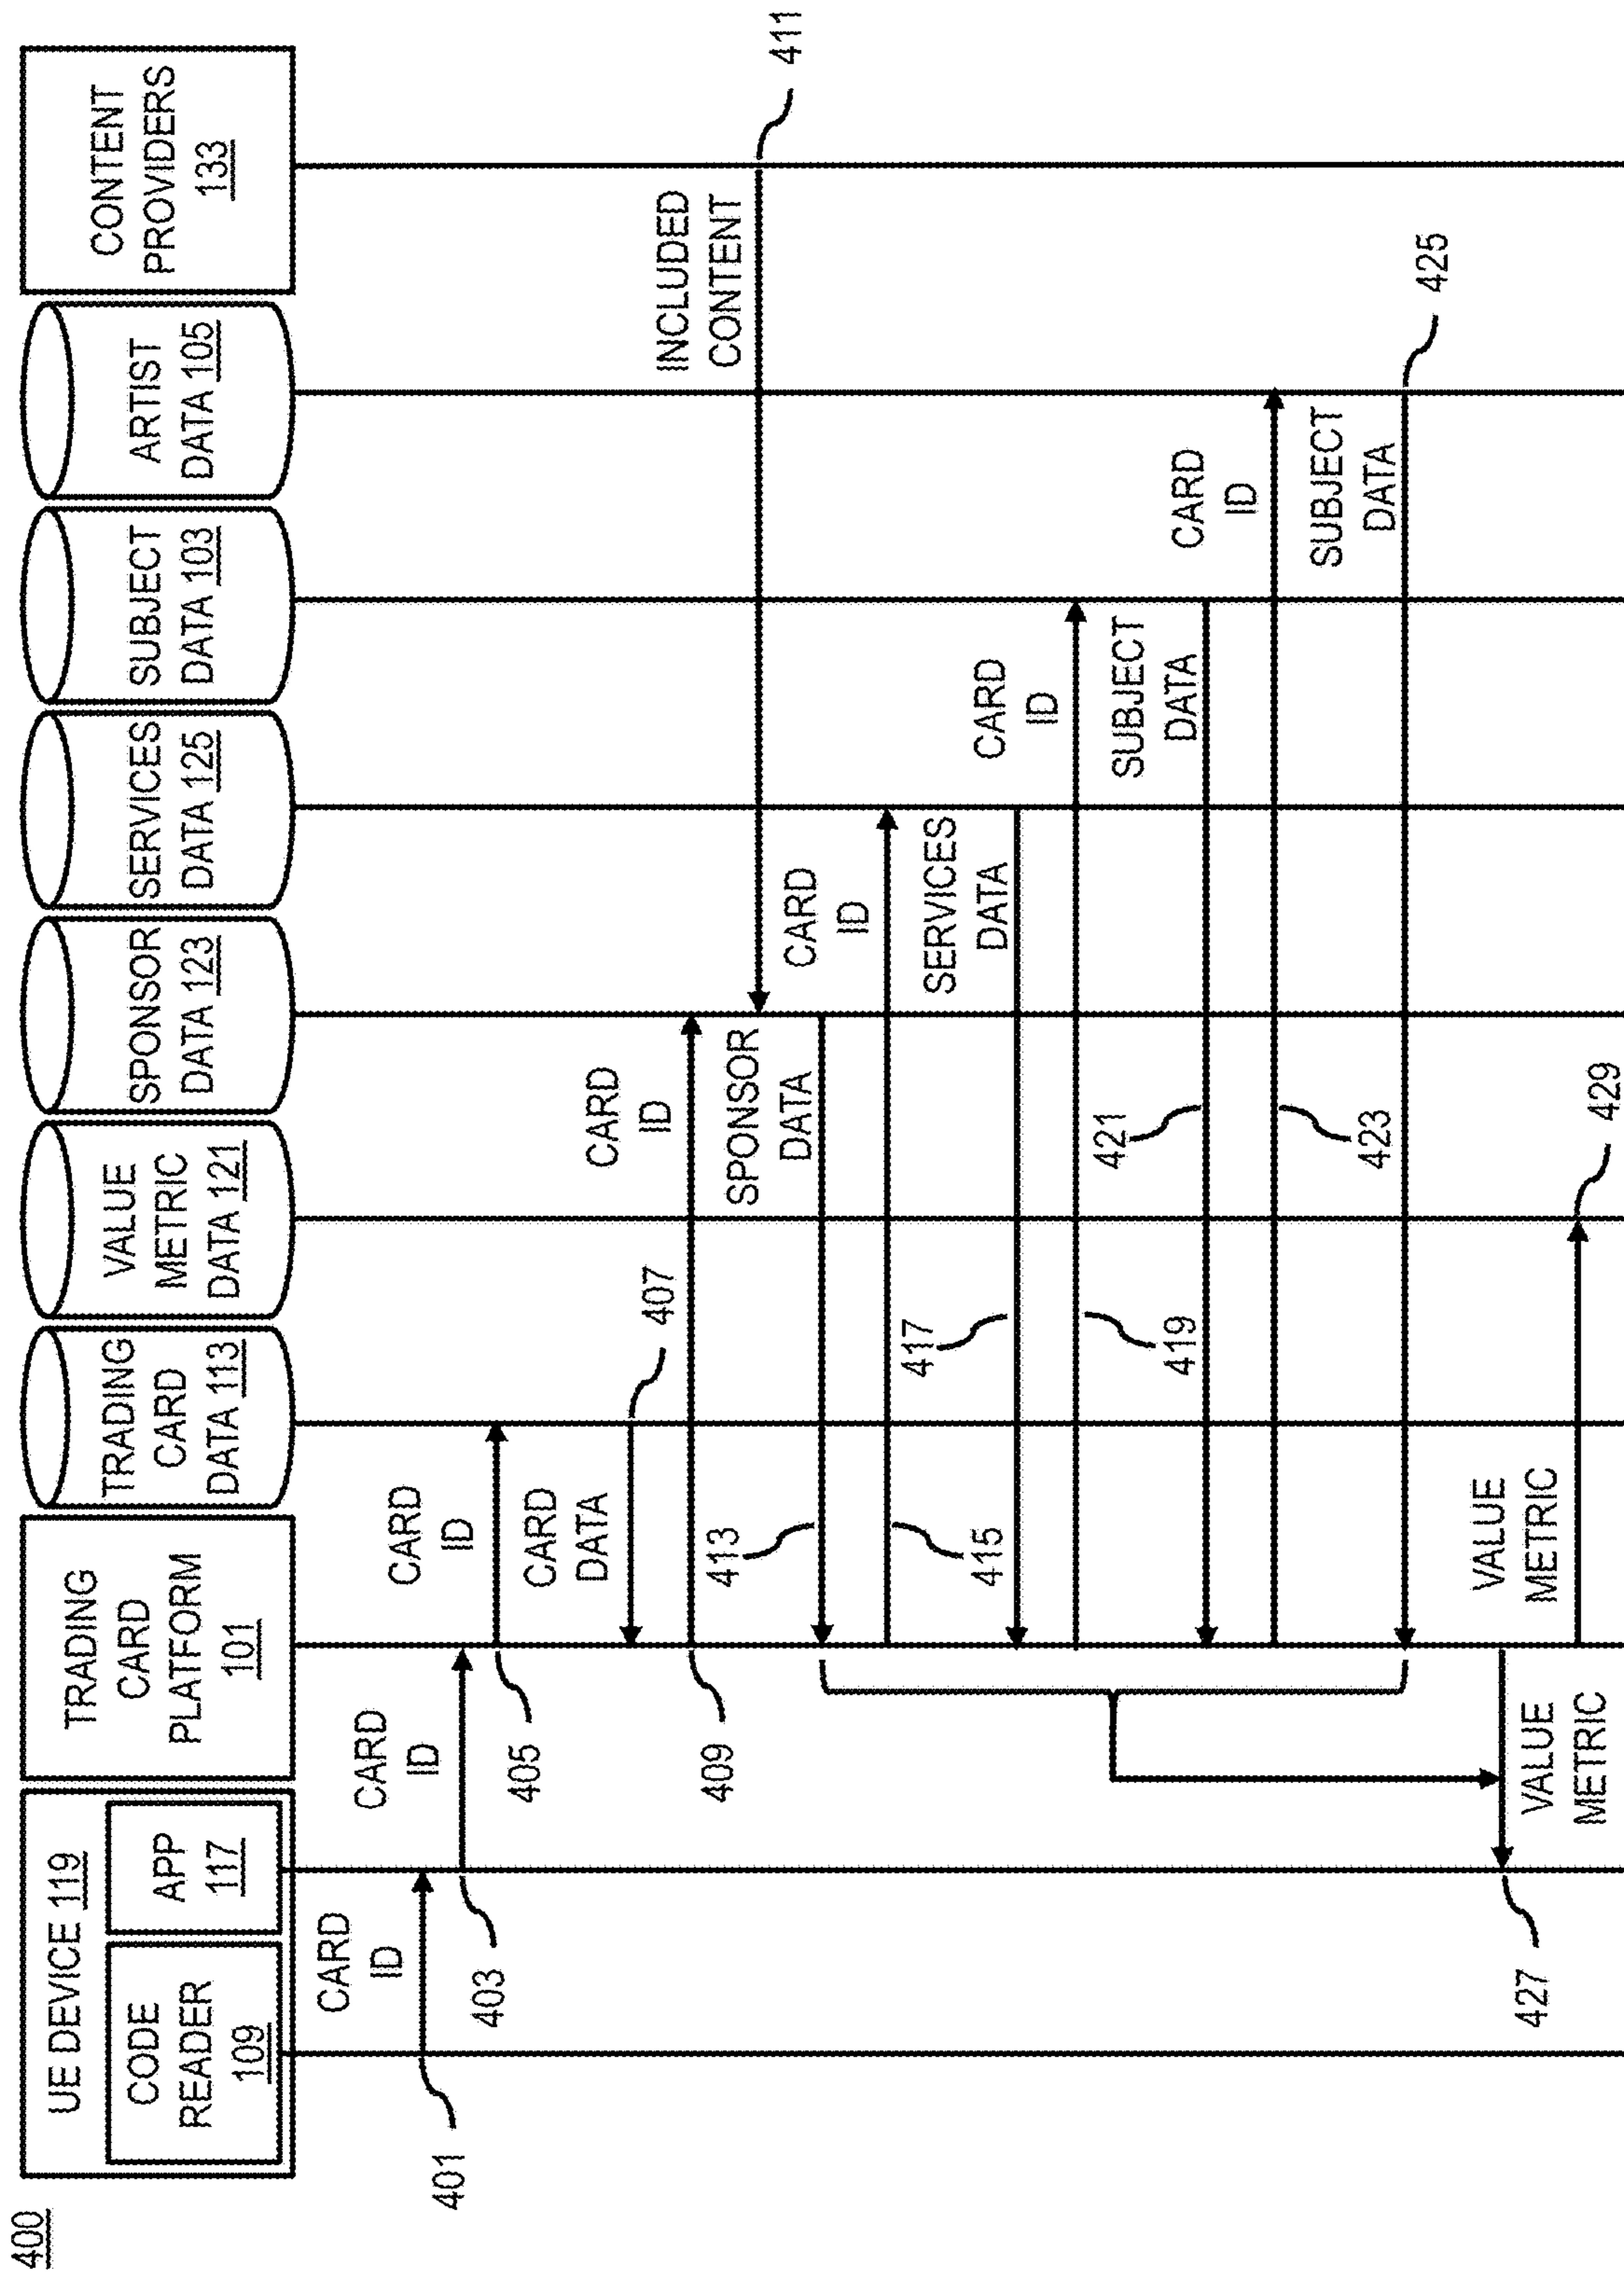 400
UE DEVICE 119
CODE
READER
109
APP
117
TRADING
CARD
PLATFORM
101
TRADING
CARD
DATA 113
VALUE
METRIC
DATA 121
SPONSOR
DATA 123
SERVICES
DATA 125
SUBJECT
DATA 103
ARTIST
DATA 105
CONTENT
PROVIDERS
133
CARD
ID
401
CARD
ID
403
CARD
ID
405
CARD
DATA
407
CARD
ID
409
INCLUDED
CONTENT
411
SPONSOR
DATA
413
CARD
ID
415
SERVICES
DATA
417
CARD
ID
419
SUBJECT
DATA
421
CARD
ID
423
SUBJECT
DATA
425
VALUE
METRIC
427
VALUE
METRIC
429